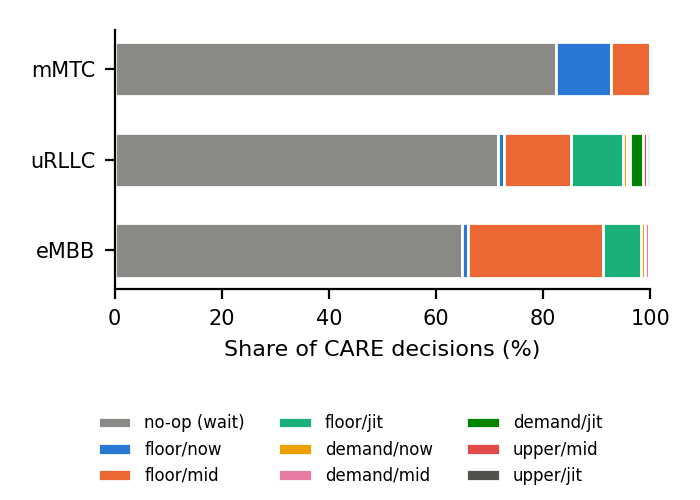 mMTC
uRLLC
eMBB
0 20 40 60 80 100
Share of CARE decisions (%)
no-op (wait) floor/jit demand/jit
floor/now demand/now upper/mid
floor/mid demand/mid upper/jit